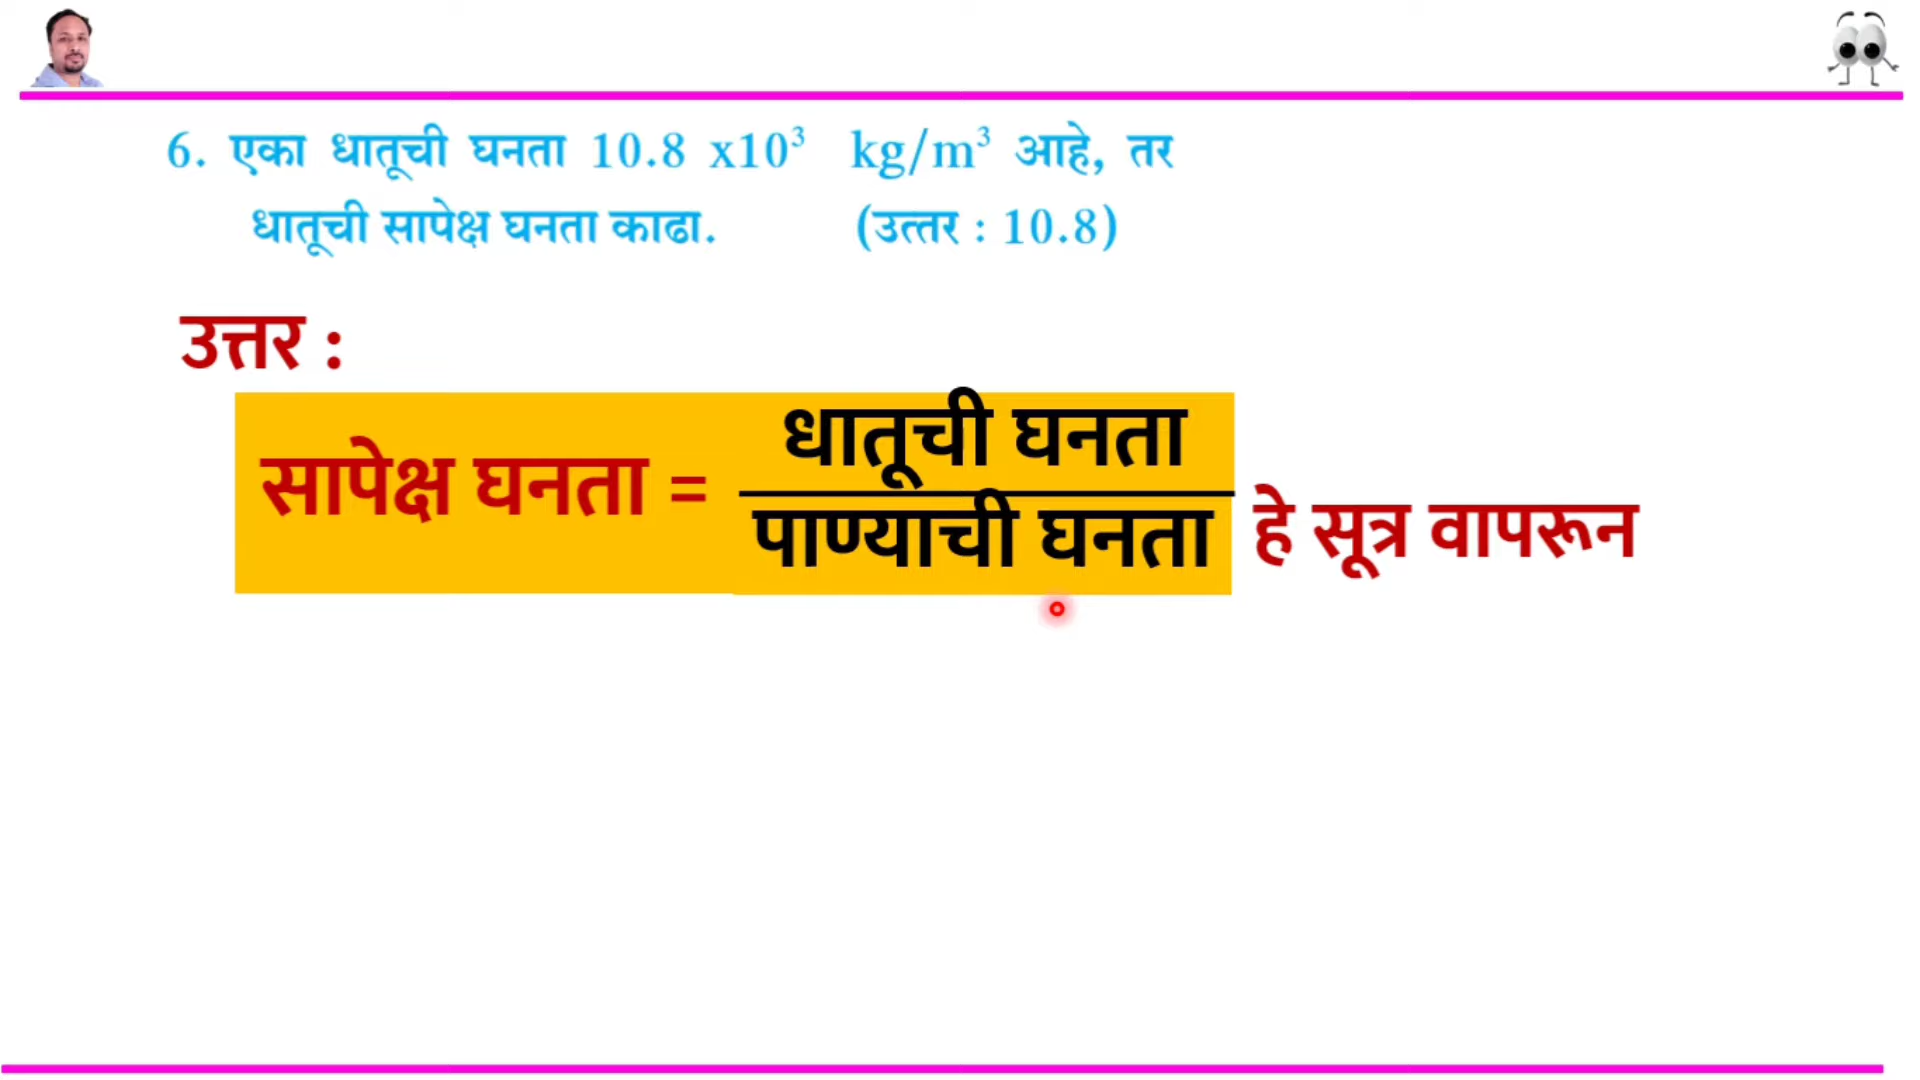 6. एका धातूची घनता 10.8 x10³ kg/m³ आहे, तर
धातूची सापेक्ष घनता काढा. (उत्तर : 10.8)
उत्तर :
धातूची घनता
सापेक्ष घनता =
पाण्याची घनता हे सूत्र वापरून